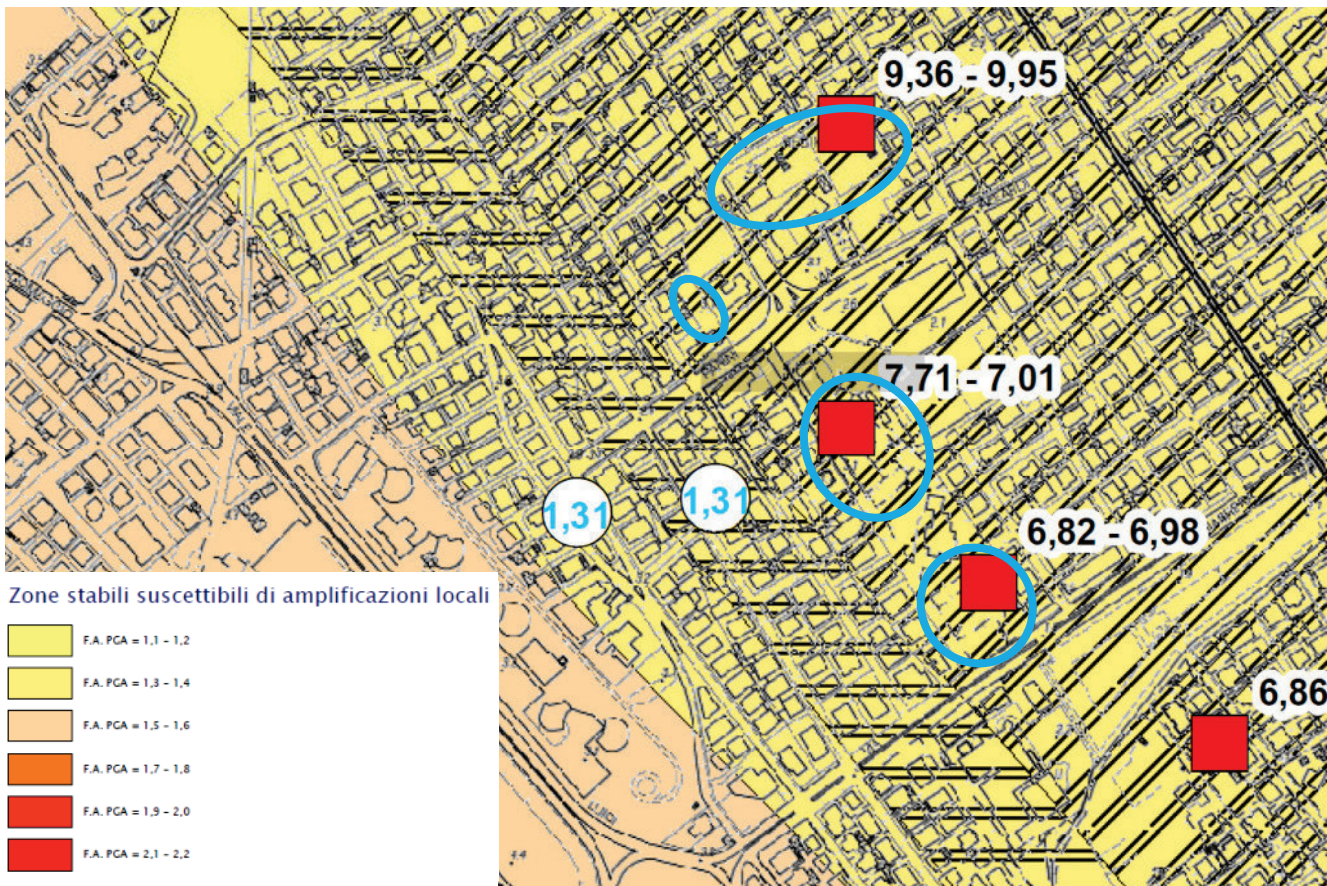 9,36 - 9,95
7,71 - 7,01
1,31
1,31
6,82 - 6,98
6,86
Zone stabili suscettibili di amplificazioni locali
F.A. PGA = 1,1 - 1,2
F.A. PGA = 1,3 - 1,4
F.A. PGA = 1,5 - 1,6
F.A. PGA = 1,7 - 1,8
F.A. PGA = 1,9 - 2,0
F.A. PGA = 2,1 - 2,2